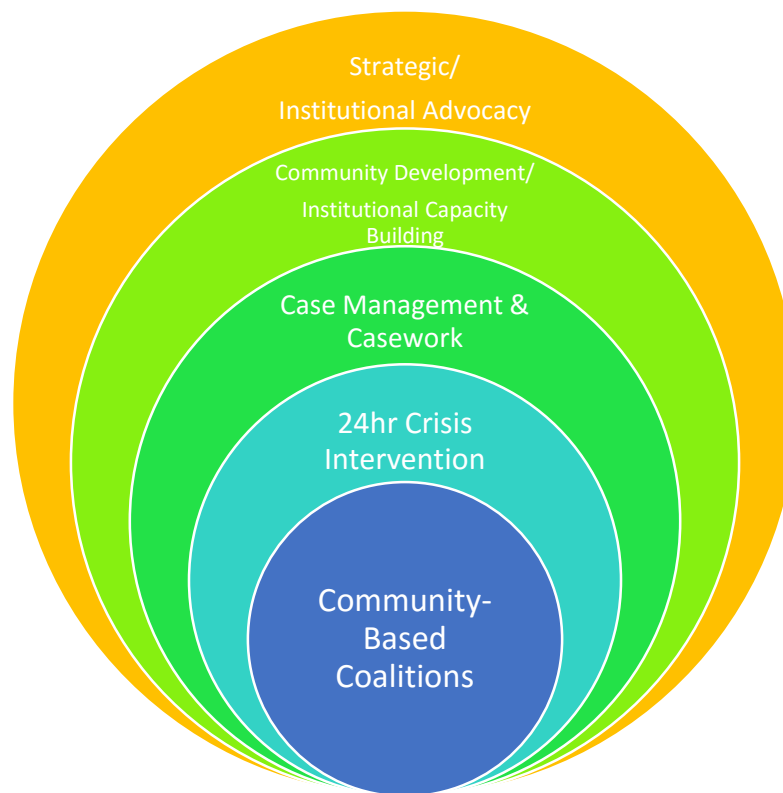 Strategic/
Institutional Advocacy
Community Development/
Institutional Capacity
Building
Case Management &
Casework
24hr Crisis
Intervention
Community-
Based
Coalitions